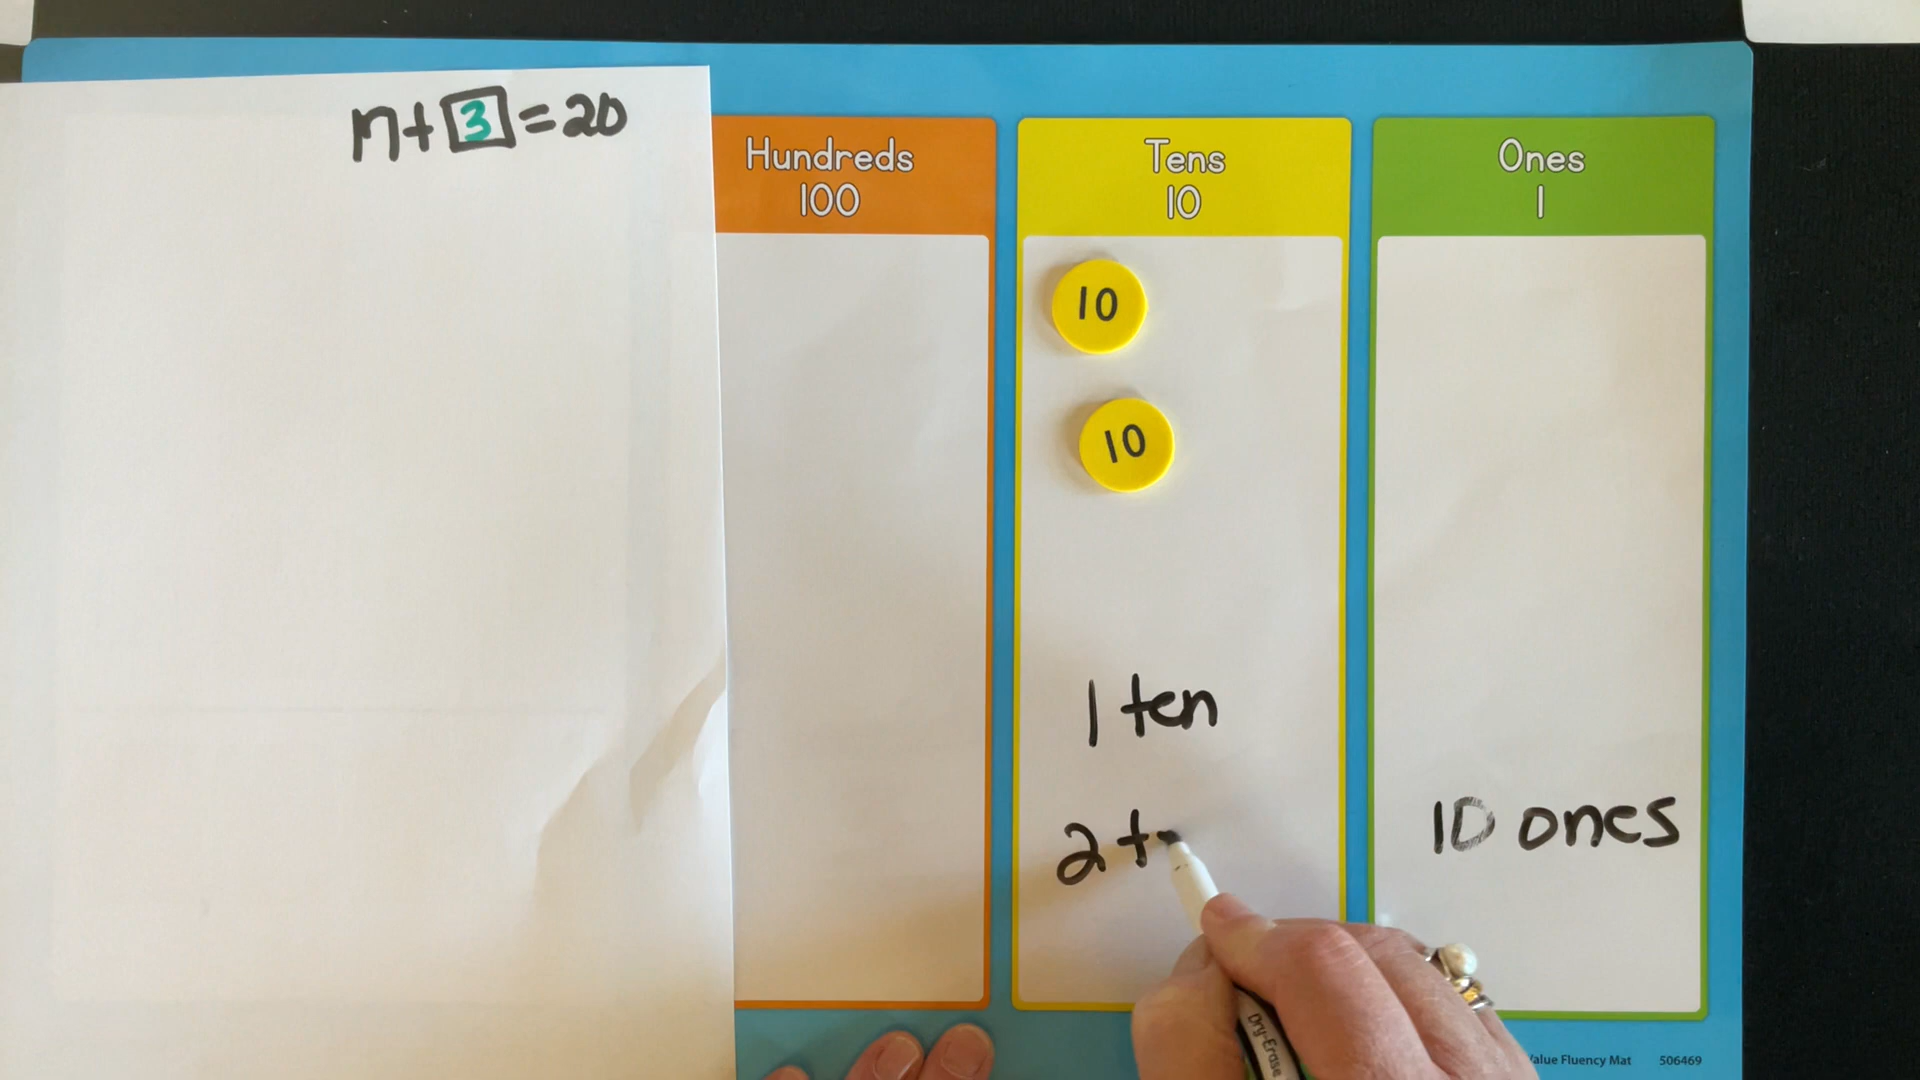 n+3=20
Hundreds
100
Tens
10
Ones
1
10
10
1 ten
2 t
10 ones
Dry-Erase
Value Fluency Mat 506469